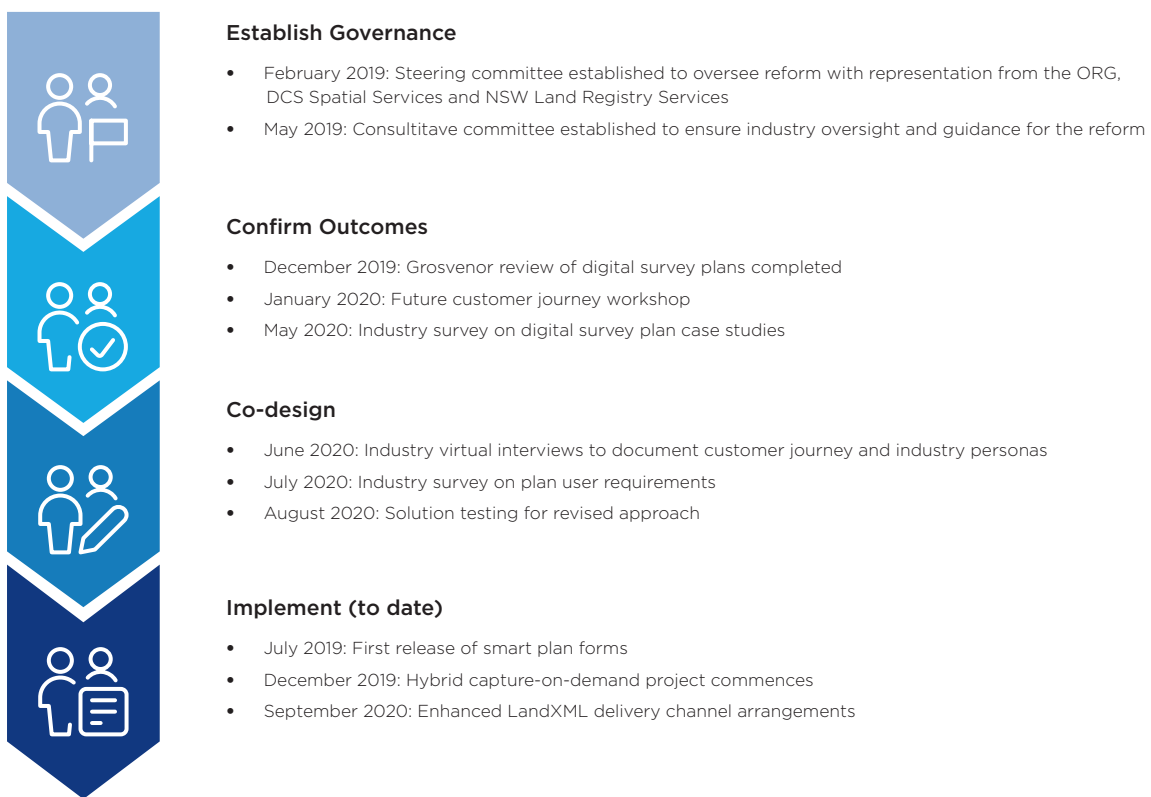 Establish Governance
• February 2019: Steering committee established to oversee reform with representation from the ORG,
DCS Spatial Services and NSW Land Registry Services
• May 2019: Consultitave committee established to ensure industry oversight and guidance for the reform
Confirm Outcomes
• December 2019: Grosvenor review of digital survey plans completed
• January 2020: Future customer journey workshop
• May 2020: Industry survey on digital survey plan case studies
Co-design
• June 2020: Industry virtual interviews to document customer journey and industry personas
• July 2020: Industry survey on plan user requirements
• August 2020: Solution testing for revised approach
Implement (to date)
• July 2019: First release of smart plan forms
• December 2019: Hybrid capture-on-demand project commences
• September 2020: Enhanced LandXML delivery channel arrangements